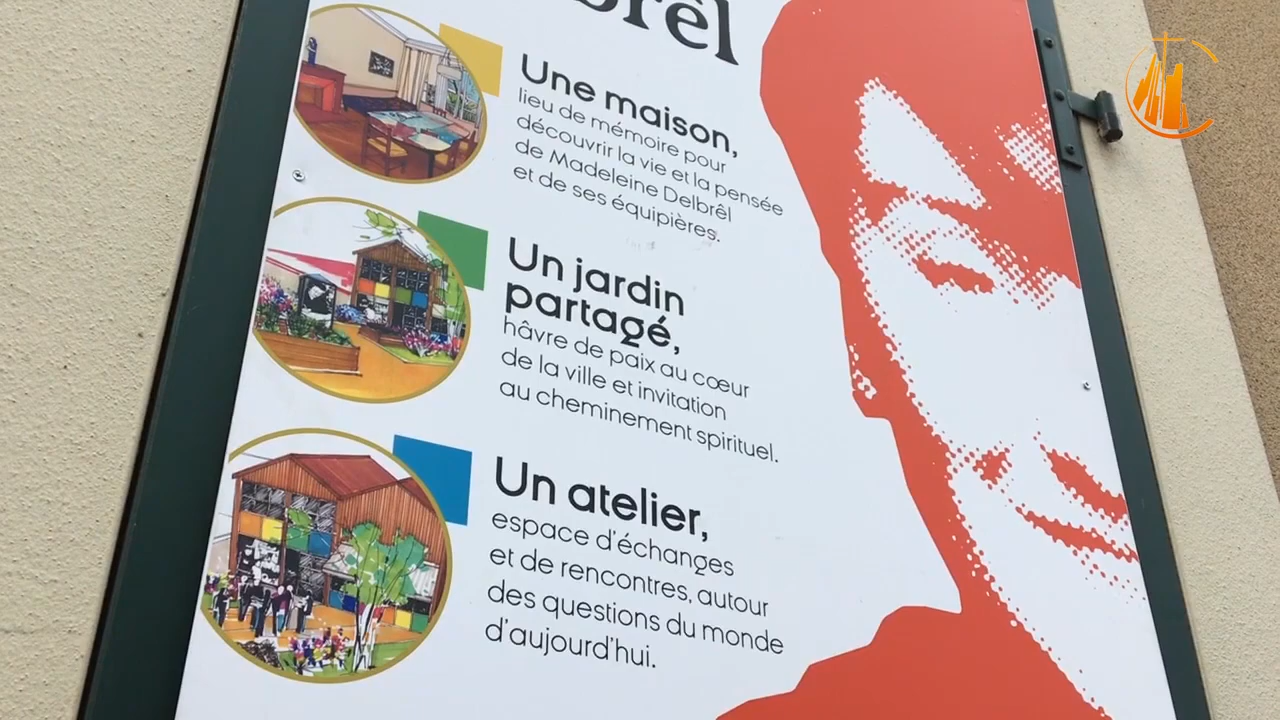 brêl
Une maison,
lieu de mémoire pour
découvrir la vie et la pensée
de Madeleine Delbrêl
et de ses équipières.
Un jardin
partagé,
hâvre de paix au cœur
de la ville et invitation
au cheminement spirituel.
Un atelier,
espace d'échanges
et de rencontres, autour
des questions du monde
d'aujourd'hui.